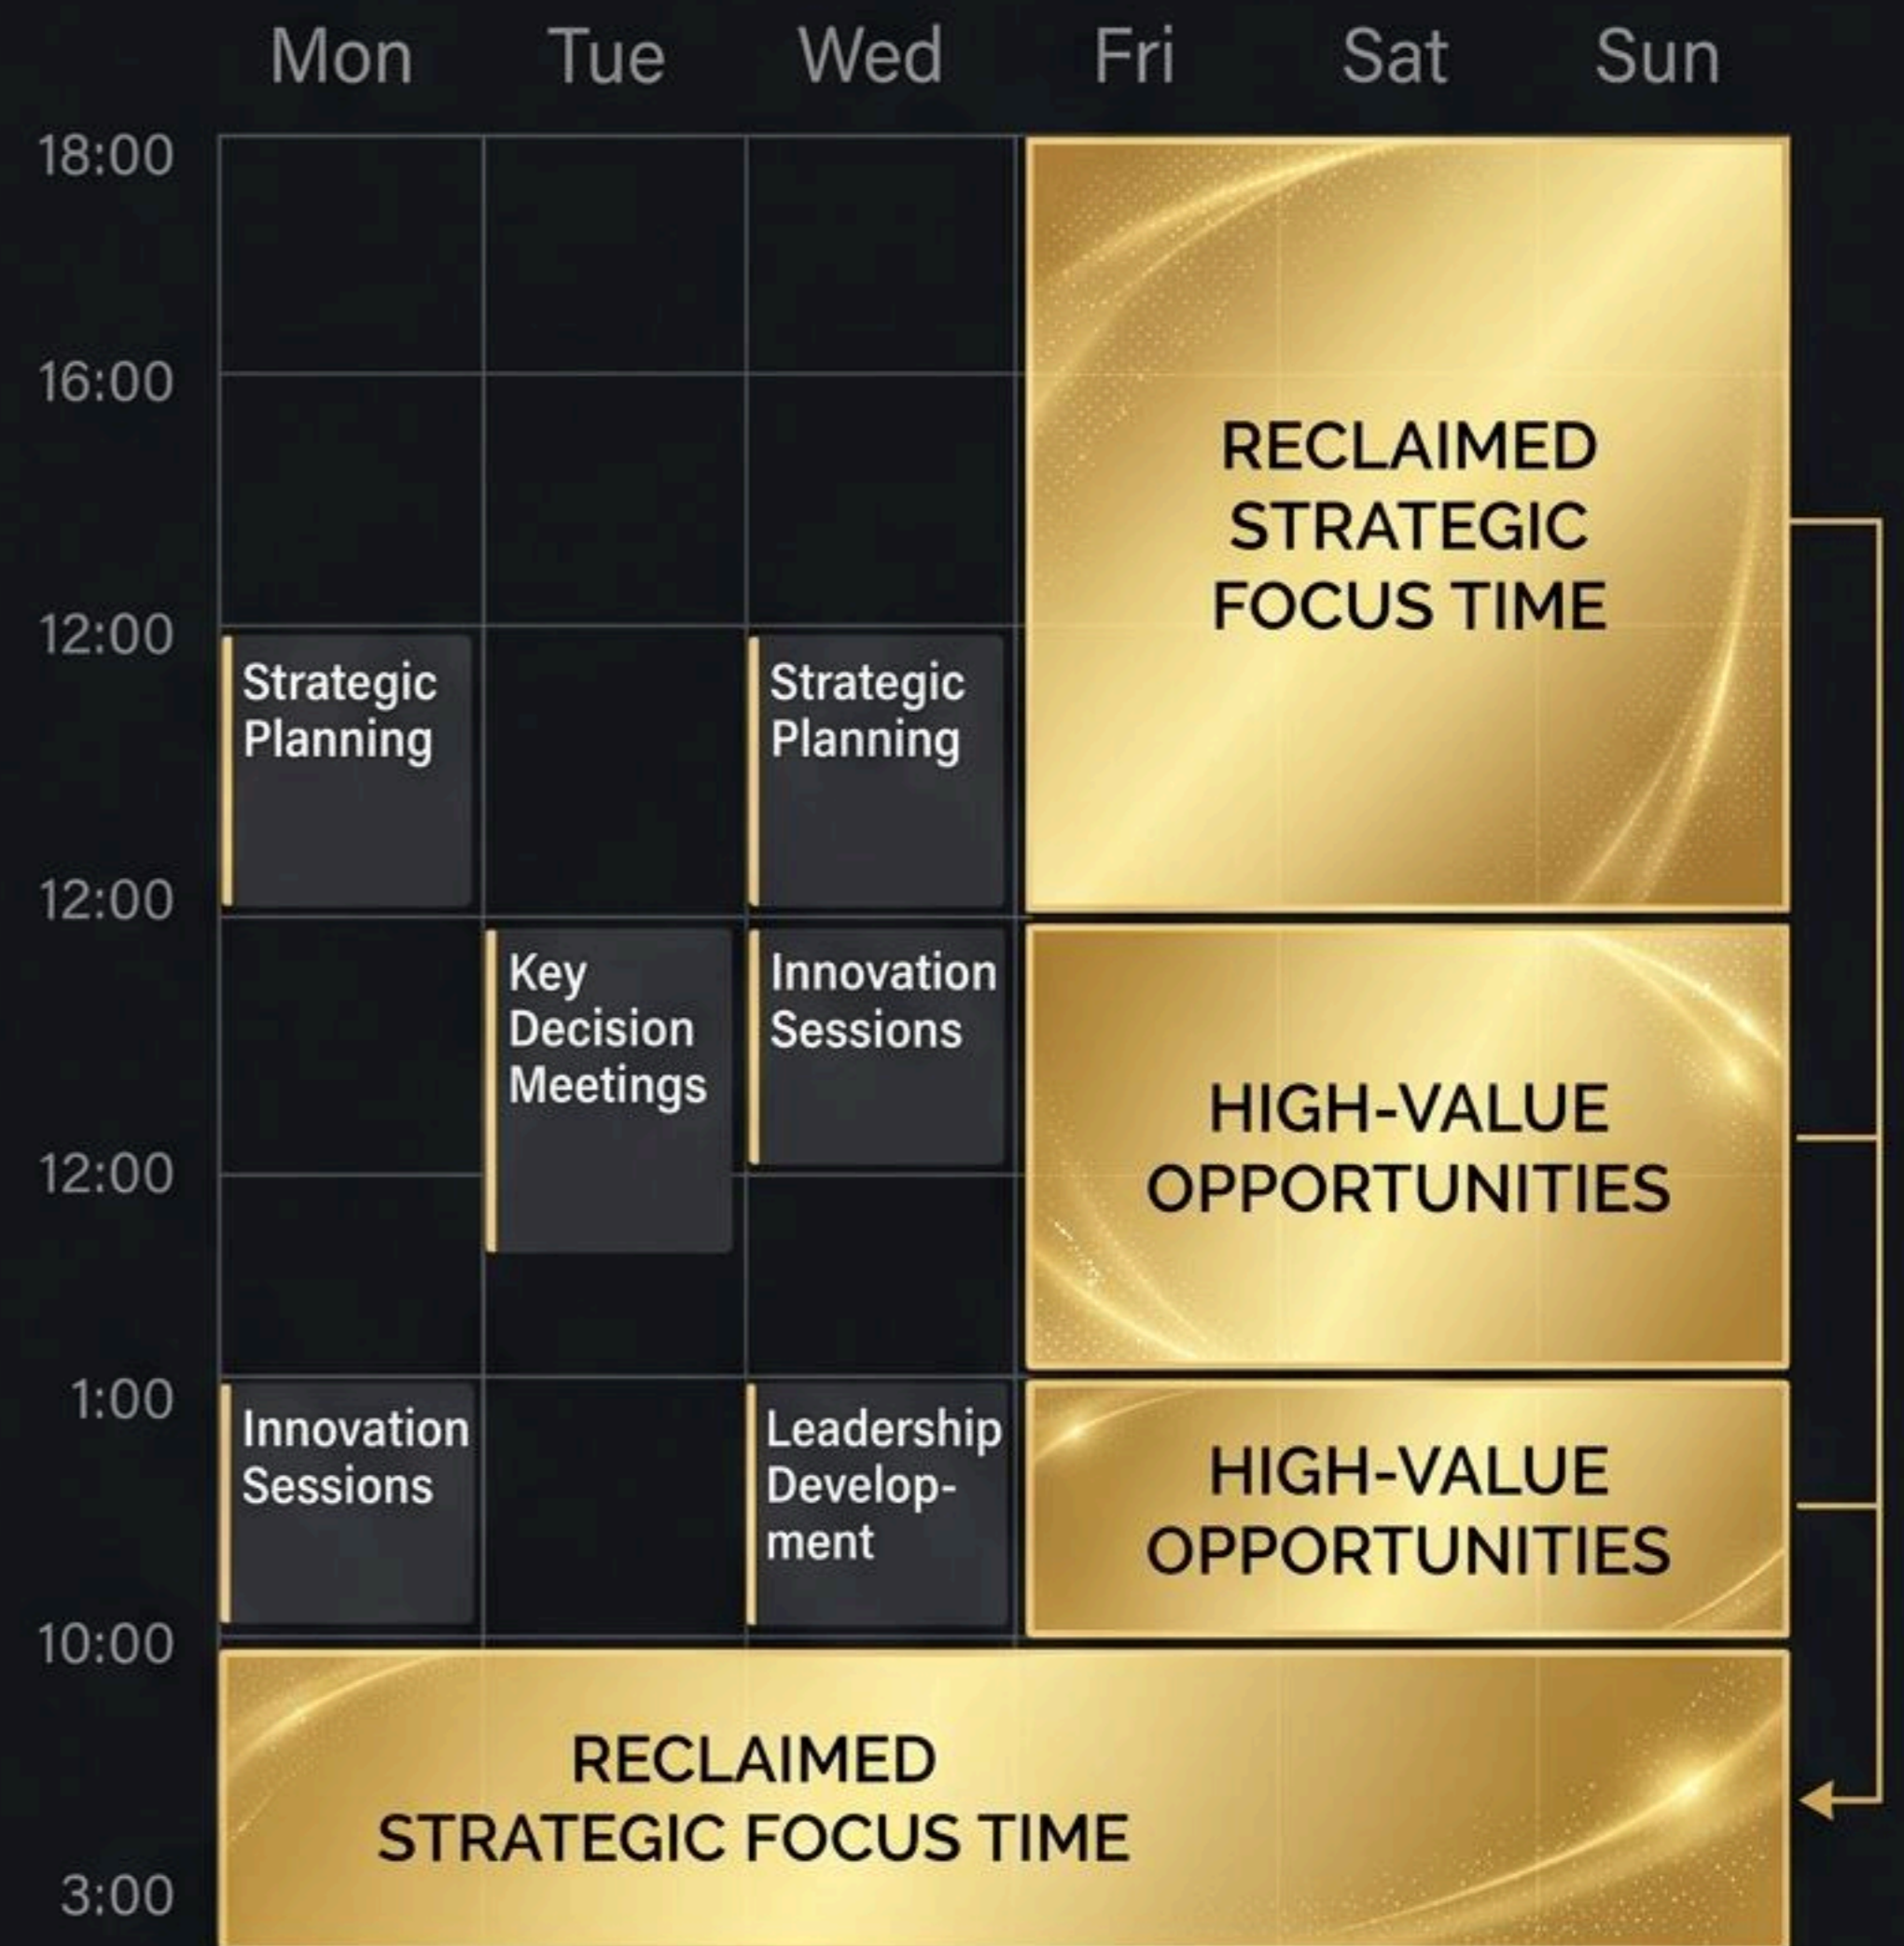 Mon Tue Wed Fri Sat Sun
18:00
16:00
RECLAIMED
STRATEGIC
FOCUS TIME
12:00
Strategic
Planning
Strategic
Planning
12:00
Key
Decision
Meetings
Innovation
Sessions
HIGH-VALUE
OPPORTUNITIES
12:00
1:00
Innovation
Sessions
Leadership
Develop-
ment
HIGH-VALUE
OPPORTUNITIES
10:00
RECLAIMED
STRATEGIC FOCUS TIME
3:00